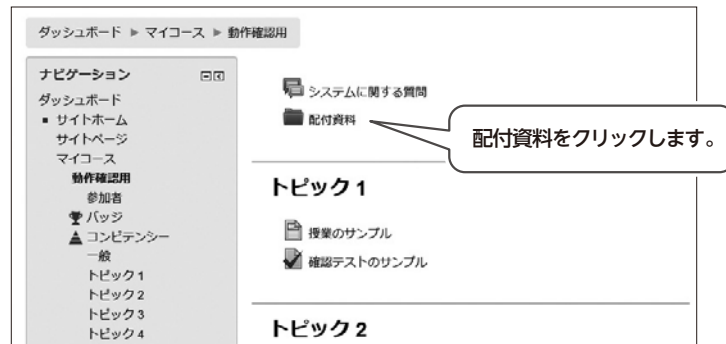 ダッシュボード ▶ マイコース ▶ 動作確認用
ナビゲーション
ダッシュボード
サイトホーム
サイトページ
マイコース
動作確認用
参加者
バッジ
コンピテンシー
一般
トピック 1
トピック 2
トピック 3
トピック 4
システムに関する質問
配付資料
配付資料をクリックします。
トピック 1
授業のサンプル
確認テストのサンプル
トピック 2